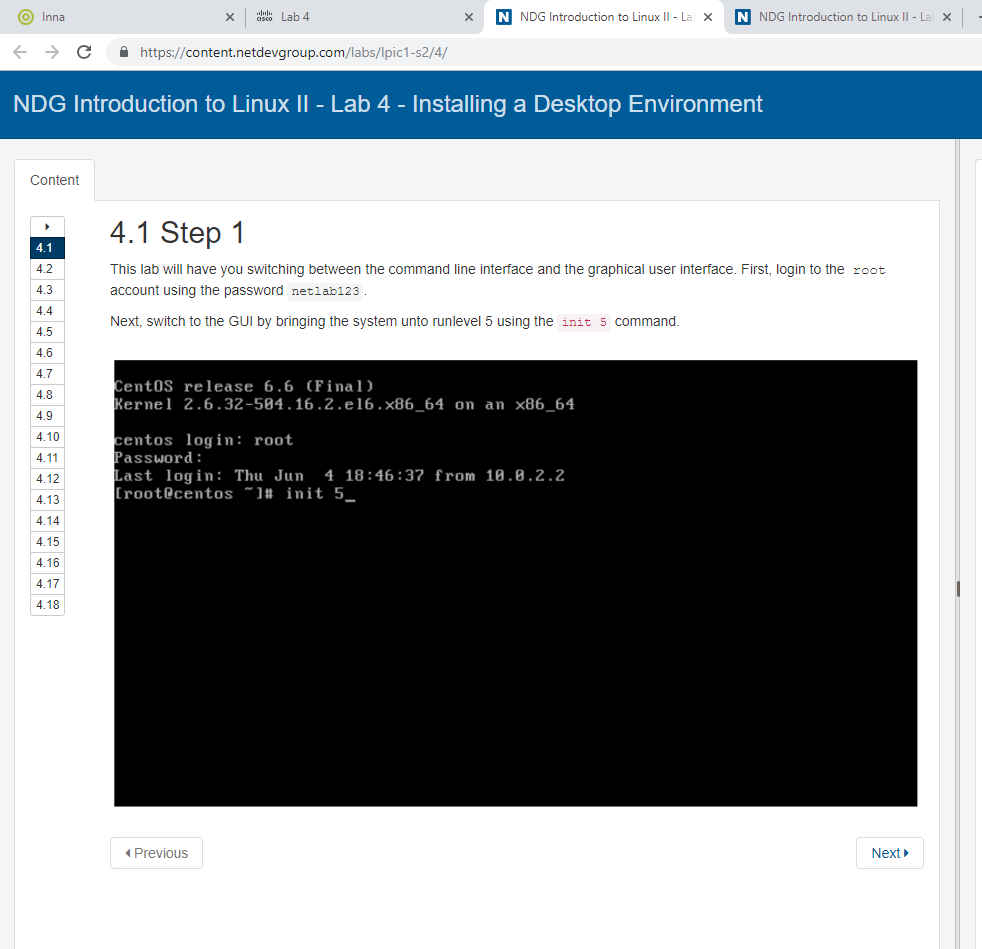 Inna
cisco
Lab 4
N NDG Introduction to Linux II - La
N NDG Introduction to Linux II - La
https://content.netdevgroup.com/labs/lpic1-s2/4/
NDG Introduction to Linux II - Lab 4 - Installing a Desktop Environment
Content
4.1
4.2
4.3
4.4
4.5
4.6
4.7
4.8
4.9
4.10
4.11
4.12
4.13
4.14
4.15
4.16
4.17
4.18
4.1 Step 1
This lab will have you switching between the command line interface and the graphical user interface. First, login to the root
account using the password netlab123.
Next, switch to the GUI by bringing the system unto runlevel 5 using the init 5 command.
CentOS release 6.6 (Final)
Kernel 2.6.32-504.16.2.el6.x86_64 on an x86_64
centos login: root
Password:
Last login: Thu Jun  4 18:46:37 from 10.0.2.2
[root@centos ~]# init 5_
Previous
Next